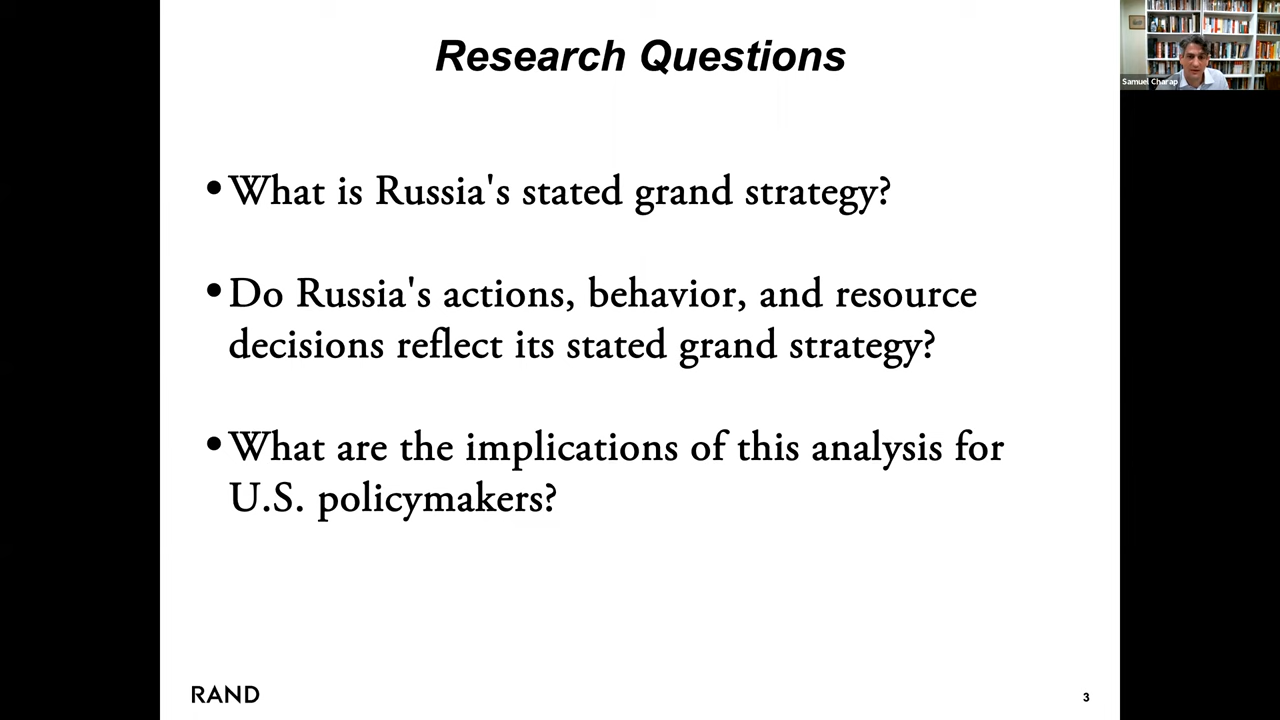 Research Questions
Samuel Charap
•What is Russia's stated grand strategy?
•Do Russia's actions, behavior, and resource
decisions reflect its stated grand strategy?
•What are the implications of this analysis for
U.S. policymakers?
RAND
3